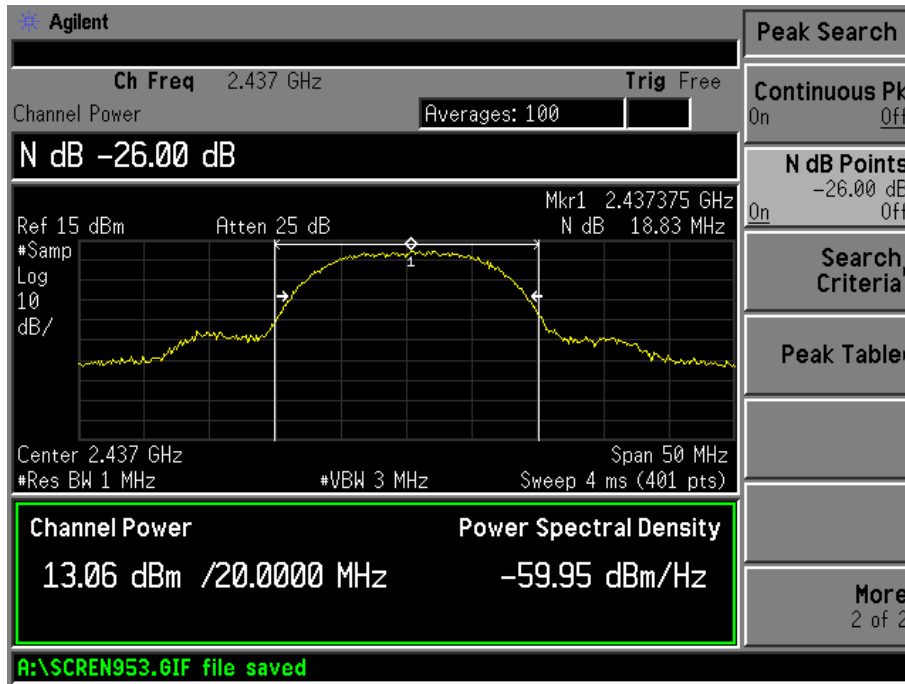 Agilent
Ch Freq 2.437 GHz Trig Free
Channel Power Averages: 100
N dB -26.00 dB
Mkr1 2.437375 GHz
Ref 15 dBm Atten 25 dB N dB 18.83 MHz
#Samp
Log
10
dB/
1
Center 2.437 GHz Span 50 MHz
#Res BW 1 MHz #VBW 3 MHz Sweep 4 ms (401 pts)
Channel Power Power Spectral Density
13.06 dBm /20.0000 MHz -59.95 dBm/Hz
A:\SCREN953.GIF file saved
Peak Search
Continuous Pk
On Off
N dB Points
-26.00 dB
On Off
Search
Criteria
Peak Table
More
2 of 2